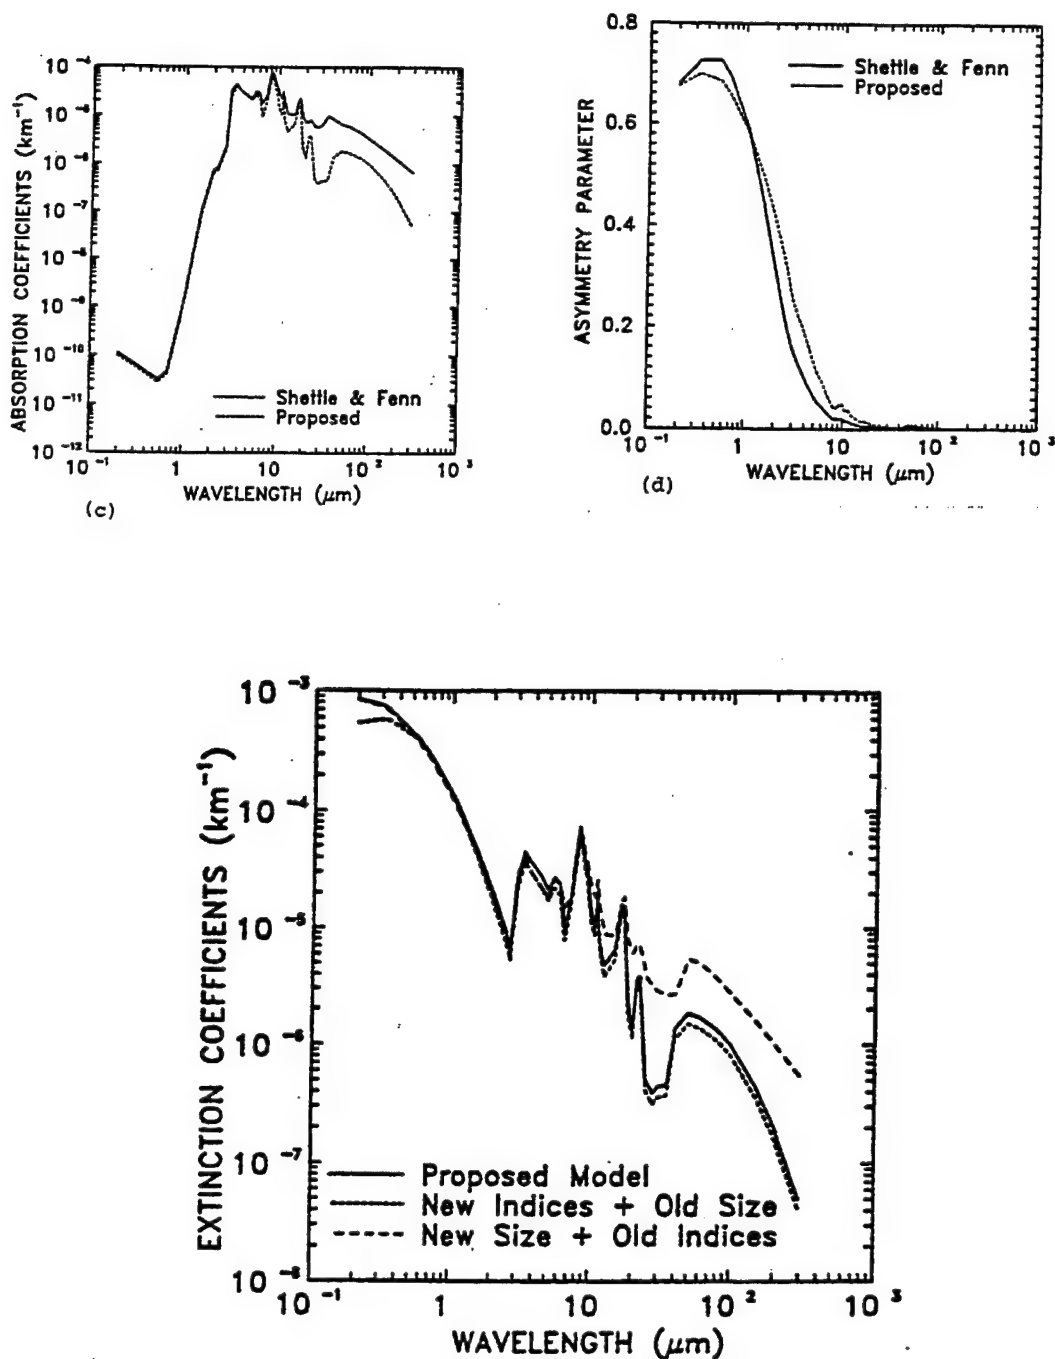 ABSORPTION COEFFICIENTS (km⁻¹)
10⁻⁴
10⁻⁵
10⁻⁶
10⁻⁷
10⁻⁸
10⁻⁹
10⁻¹⁰
10⁻¹¹
10⁻¹²
Shettle & Fenn
Proposed
10⁻¹ 1 10 10² 10³
WAVELENGTH (μm)
(c)
ASYMMETRY PARAMETER
0.8
0.6
0.4
0.2
0.0
Shettle & Fenn
Proposed
10⁻¹ 1 10 10² 10³
WAVELENGTH (μm)
(d)
EXTINCTION COEFFICIENTS (km⁻¹)
10⁻³
10⁻⁴
10⁻⁵
10⁻⁶
10⁻⁷
10⁻⁸
Proposed Model
New Indices + Old Size
New Size + Old Indices
10⁻¹ 1 10 10² 10³
WAVELENGTH (μm)